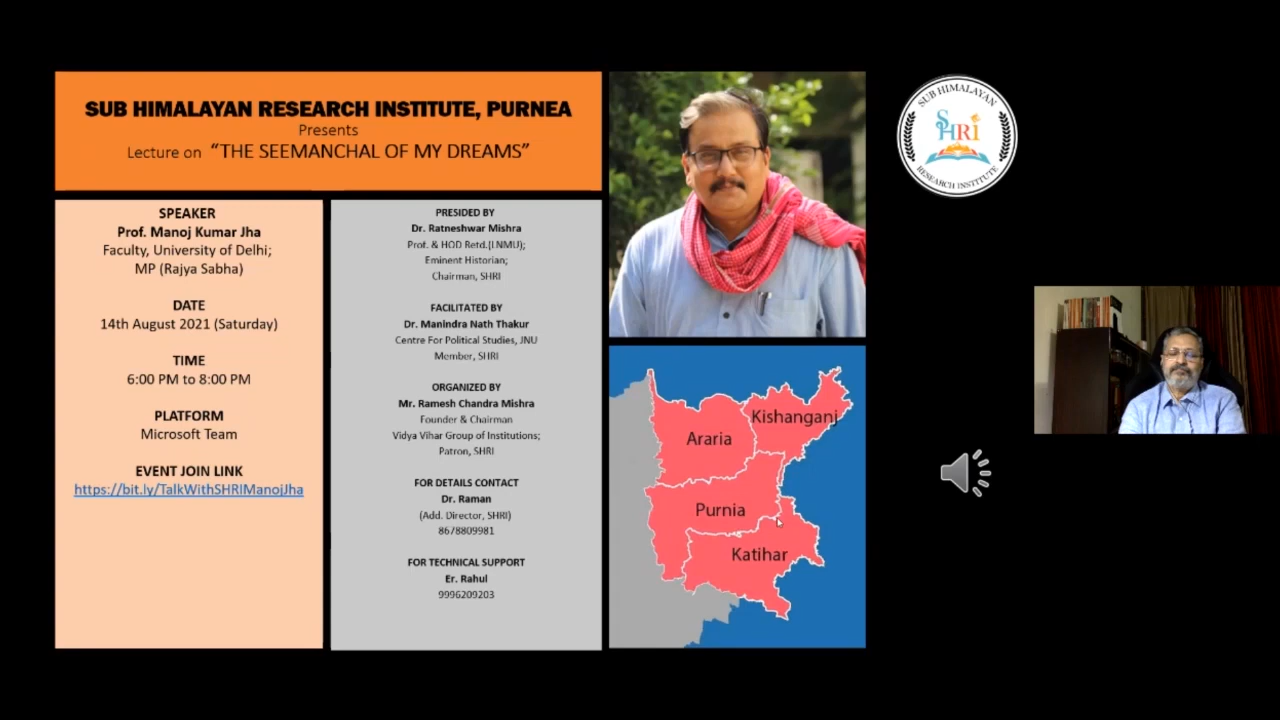 SUB HIMALAYAN RESEARCH INSTITUTE, PURNEA
Presents
Lecture on "THE SEEMANCHAL OF MY DREAMS"
SPEAKER
Prof. Manoj Kumar Jha
Faculty, University of Delhi;
MP (Rajya Sabha)
DATE
14th August 2021 (Saturday)
TIME
6:00 PM to 8:00 PM
PLATFORM
Microsoft Team
EVENT JOIN LINK
https://bit.ly/TalkWithSHRIManojJha
PRESIDED BY
Dr. Ratneshwar Mishra
Prof. & HOD Retd.(LNMU);
Eminent Historian;
Chairman, SHRI
FACILITATED BY
Dr. Manindra Nath Thakur
Centre For Political Studies, JNU
Member, SHRI
ORGANIZED BY
Mr. Ramesh Chandra Mishra
Founder & Chairman
Vidya Vihar Group of Institutions;
Patron, SHRI
FOR DETAILS CONTACT
Dr. Raman
(Add. Director, SHRI)
8678809981
FOR TECHNICAL SUPPORT
Er. Rahul
9996209203
Kishanganj
Araria
Purnia
Katihar
SUB HIMALAYAN
SHRI
RESEARCH INSTITUTE